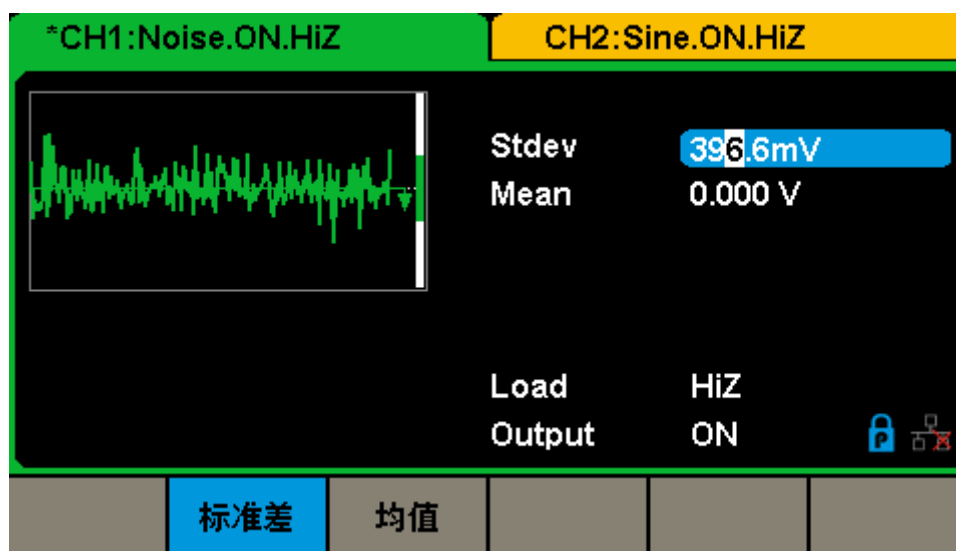 *CH1:Noise.ON.HiZ
CH2:Sine.ON.HiZ
Stdev 396.6mV
Mean 0.000 V
Load HiZ
Output ON
标准差 均值